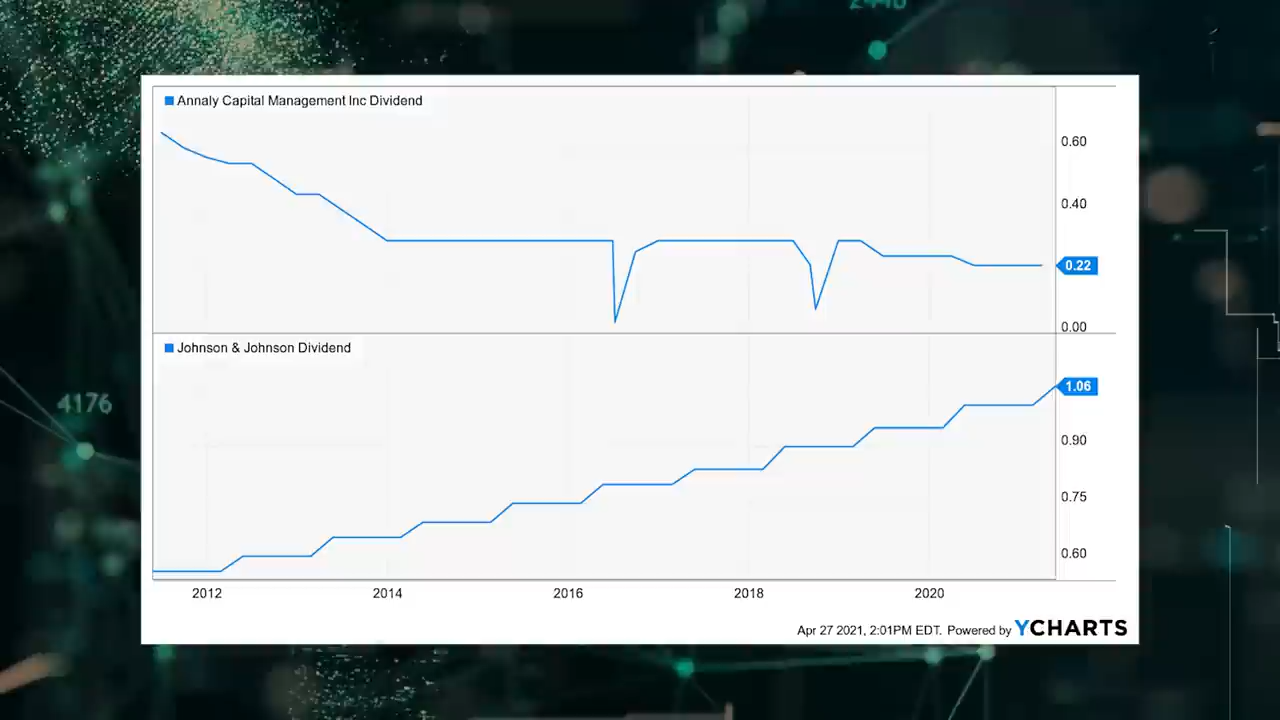 Annaly Capital Management Inc Dividend
0.60
0.40
0.22
0.00
Johnson & Johnson Dividend
1.06
0.90
0.75
0.60
2012 2014 2016 2018 2020
Apr 27 2021, 2:01PM EDT. Powered by YCHARTS
4176